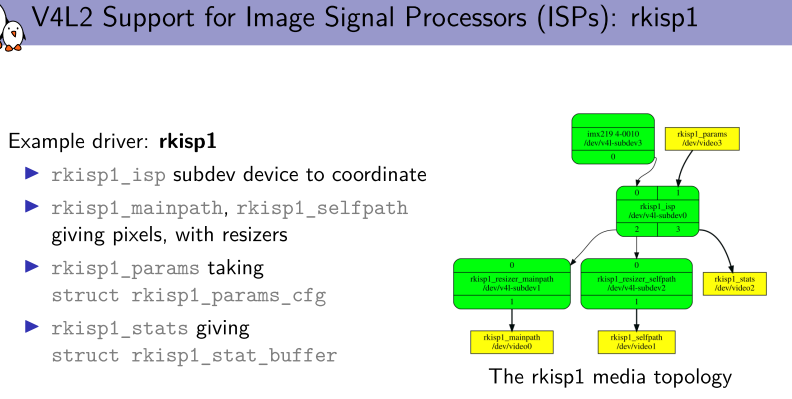 V4L2 Support for Image Signal Processors (ISPs): rkisp1
Example driver: rkisp1
rkisp1_isp subdev device to coordinate
rkisp1_mainpath, rkisp1_selfpath
giving pixels, with resizers
rkisp1_params taking
struct rkisp1_params_cfg
rkisp1_stats giving
struct rkisp1_stat_buffer
imx219 4-0010
/dev/v4l-subdev3
0
rkisp1_params
/dev/video3
0 1
rkisp1_isp
/dev/v4l-subdev0
2 3
0
rkisp1_resizer_mainpath
/dev/v4l-subdev1
1
0
rkisp1_resizer_selfpath
/dev/v4l-subdev2
1
rkisp1_stats
/dev/video2
rkisp1_mainpath
/dev/video0
rkisp1_selfpath
/dev/video1
The rkisp1 media topology